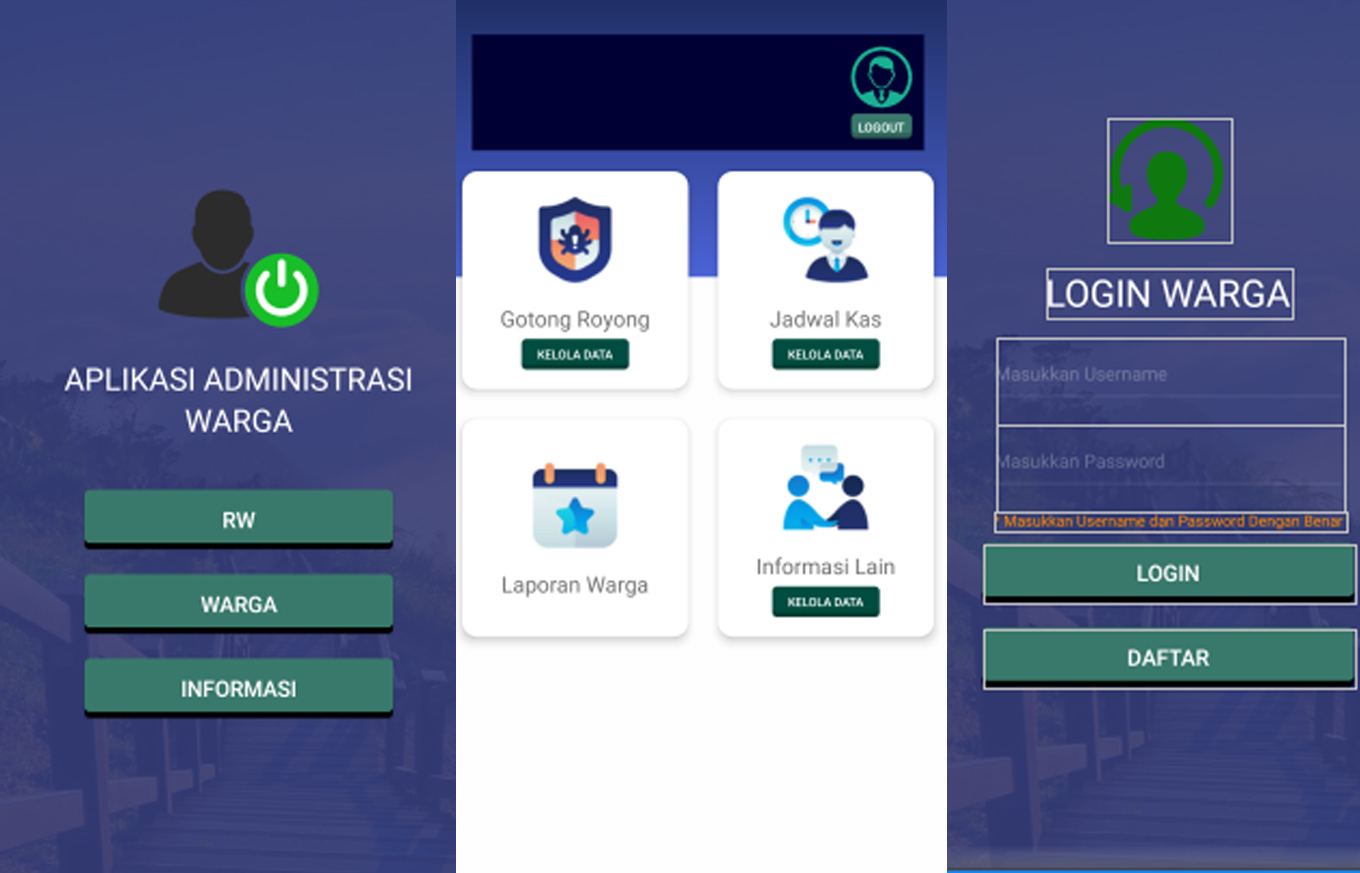 APLIKASI ADMINISTRASI
WARGA
RW
WARGA
INFORMASI
LOGOUT
Gotong Royong
KELOLA DATA
Jadwal Kas
KELOLA DATA
Laporan Warga
Informasi Lain
KELOLA DATA
LOGIN WARGA
Masukkan Username
Masukkan Password
* Masukkan Username dan Password Dengan Benar
LOGIN
DAFTAR